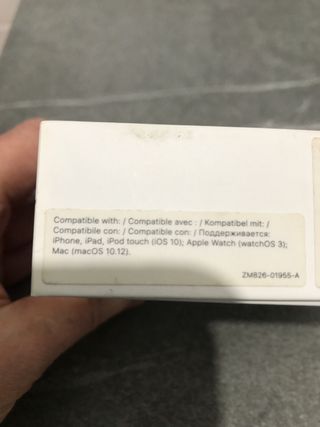 Compatible with: / Compatible avec : / Kompatibel mit: /
Compatibile con: / Compatible con: / Поддерживается:
iPhone, iPad, iPod touch (iOS 10); Apple Watch (watchOS 3);
Mac (macOS 10.12).
ZM826-01955-A